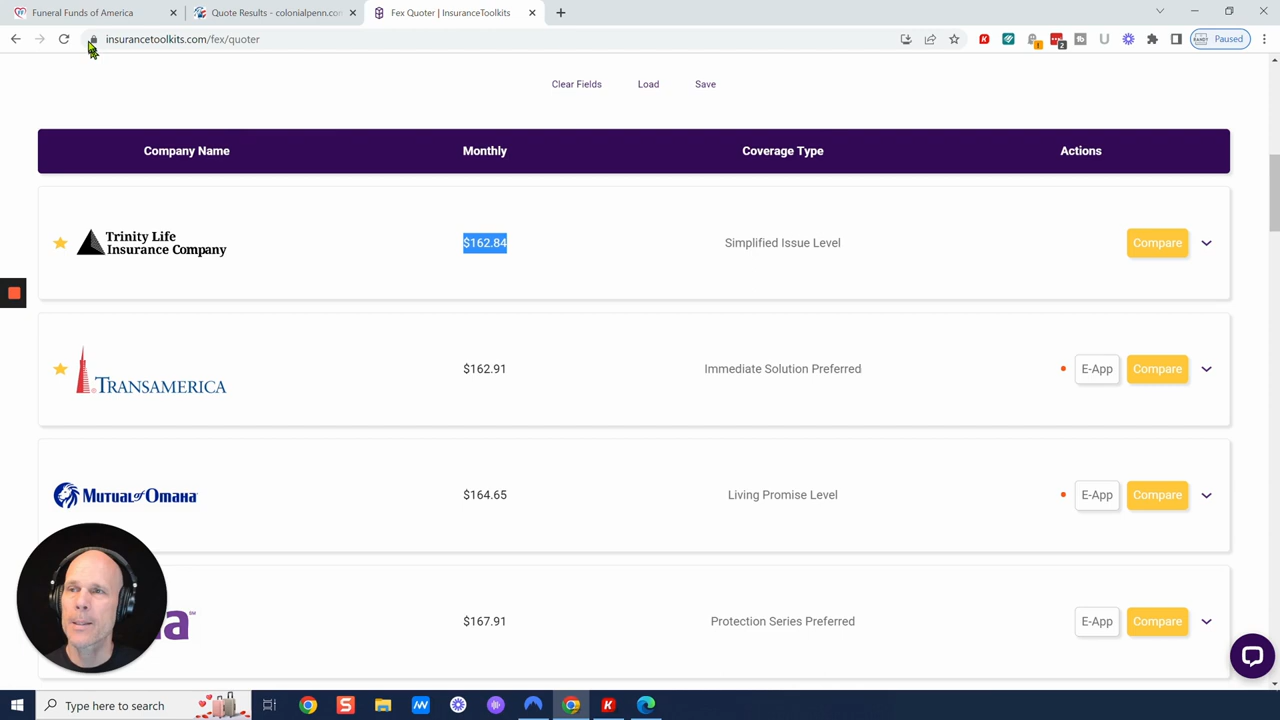 Funeral Funds of America
Quote Results - colonialpenn.co
Fex Quoter | InsuranceToolkits
insurancetoolkits.com/fex/quoter
Paused
Clear Fields Load Save
Company Name Monthly Coverage Type Actions
Trinity Life
Insurance Company
$162.84 Simplified Issue Level Compare
TRANSAMERICA $162.91 Immediate Solution Preferred E-App Compare
MUTUAL of OMAHA $164.65 Living Promise Level E-App Compare
a $167.91 Protection Series Preferred E-App Compare
Type here to search